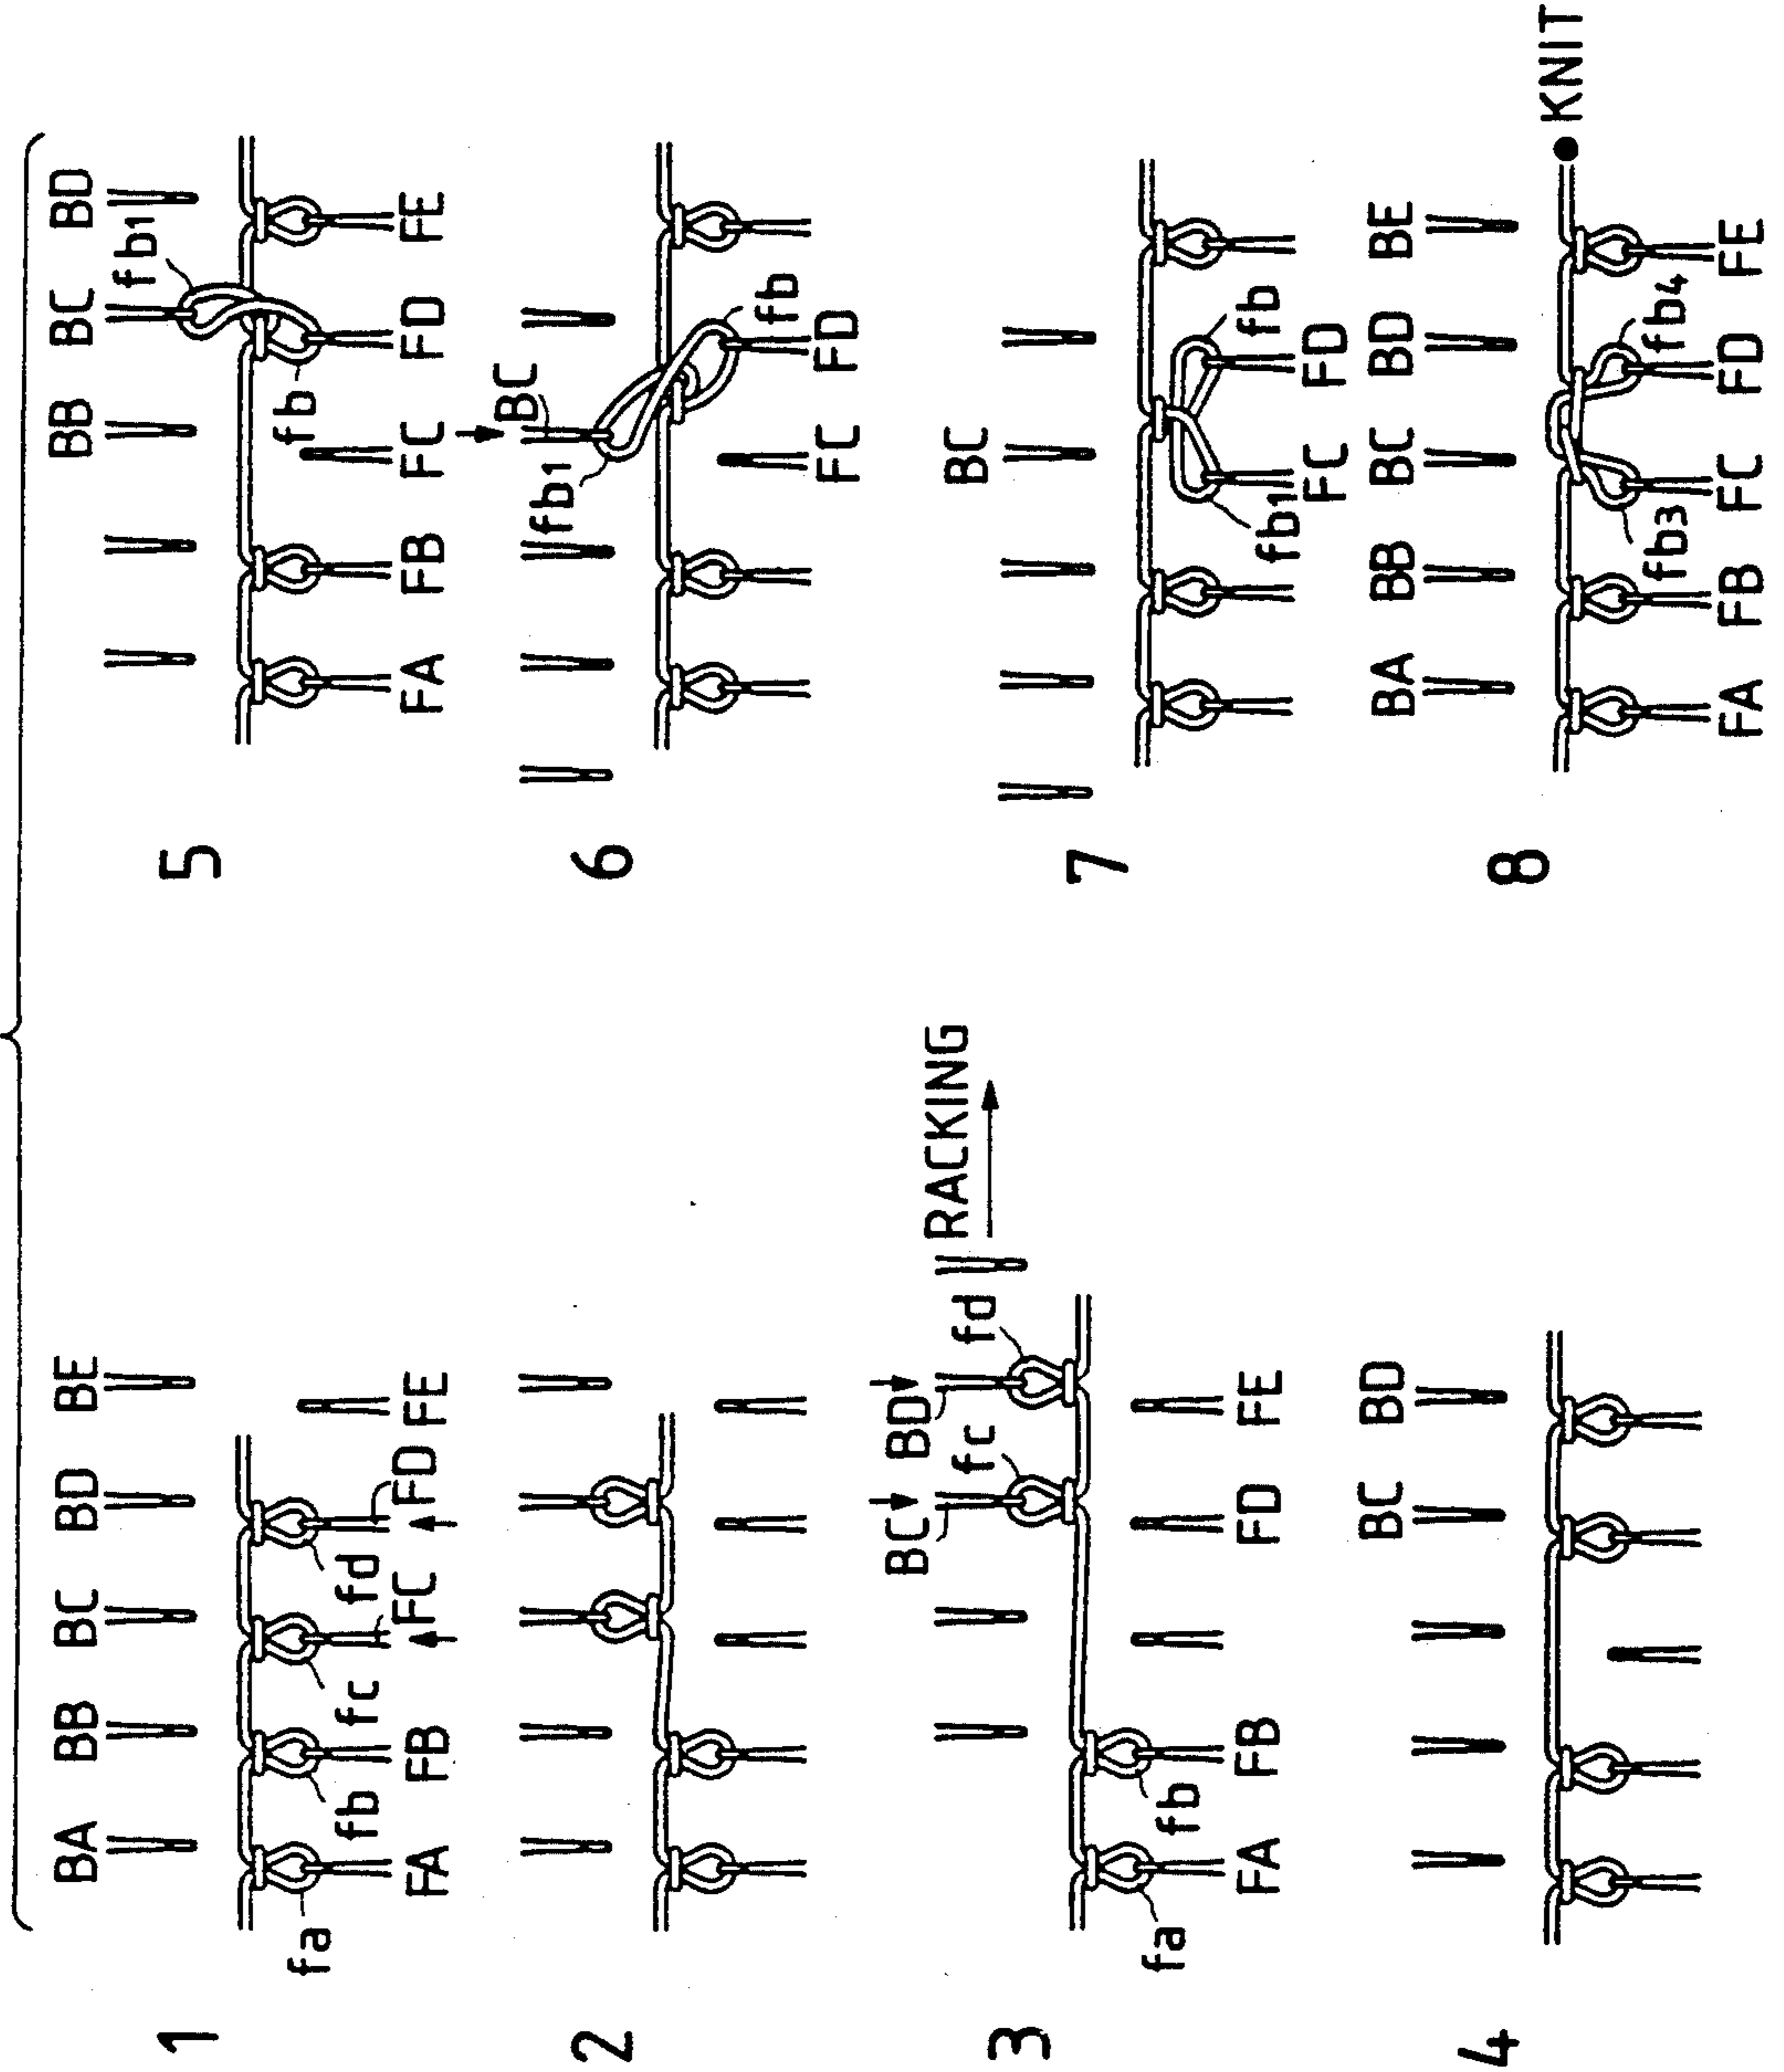 1
BA BB BC BD BE
fa fb fc fd
FA FB FC FD FE
2
3
BC BD
fc fd
RACKING
fa fb
FA FB FD FE
4
BC BD
5
BB BC BD
fb1
fb
FA FB FC FD FE
6
BC
fb1
fb
FC FD
7
BC
fb1 fb
FC FD
8
BA BB BC BD BE
KNIT
fb3 fb4
FA FB FC FD FE